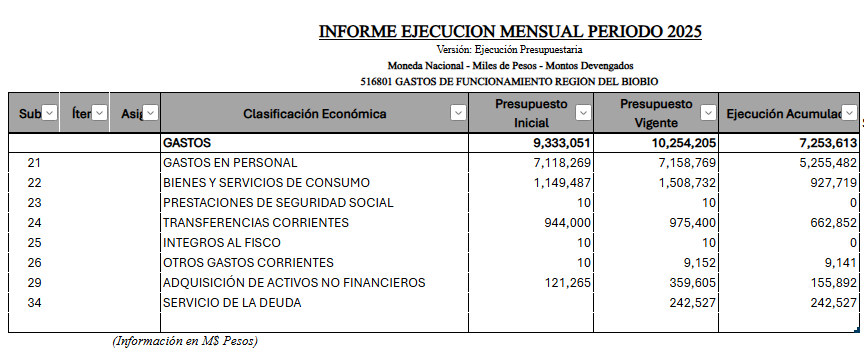 INFORME EJECUCION MENSUAL PERIODO 2025
Versión: Ejecución Presupuestaria
Moneda Nacional - Miles de Pesos - Montos Devengados
516801 GASTOS DE FUNCIONAMIENTO REGION DEL BIOBIO
Sub Íter Asig Clasificación Económica Presupuesto Inicial Presupuesto Vigente Ejecución Acumulac
GASTOS 9,333,051 10,254,205 7,253,613
21 GASTOS EN PERSONAL 7,118,269 7,158,769 5,255,482
22 BIENES Y SERVICIOS DE CONSUMO 1,149,487 1,508,732 927,719
23 PRESTACIONES DE SEGURIDAD SOCIAL 10 10 0
24 TRANSFERENCIAS CORRIENTES 944,000 975,400 662,852
25 INTEGROS AL FISCO 10 10 0
26 OTROS GASTOS CORRIENTES 10 9,152 9,141
29 ADQUISICIÓN DE ACTIVOS NO FINANCIEROS 121,265 359,605 155,892
34 SERVICIO DE LA DEUDA 242,527 242,527
(Información en M$ Pesos)